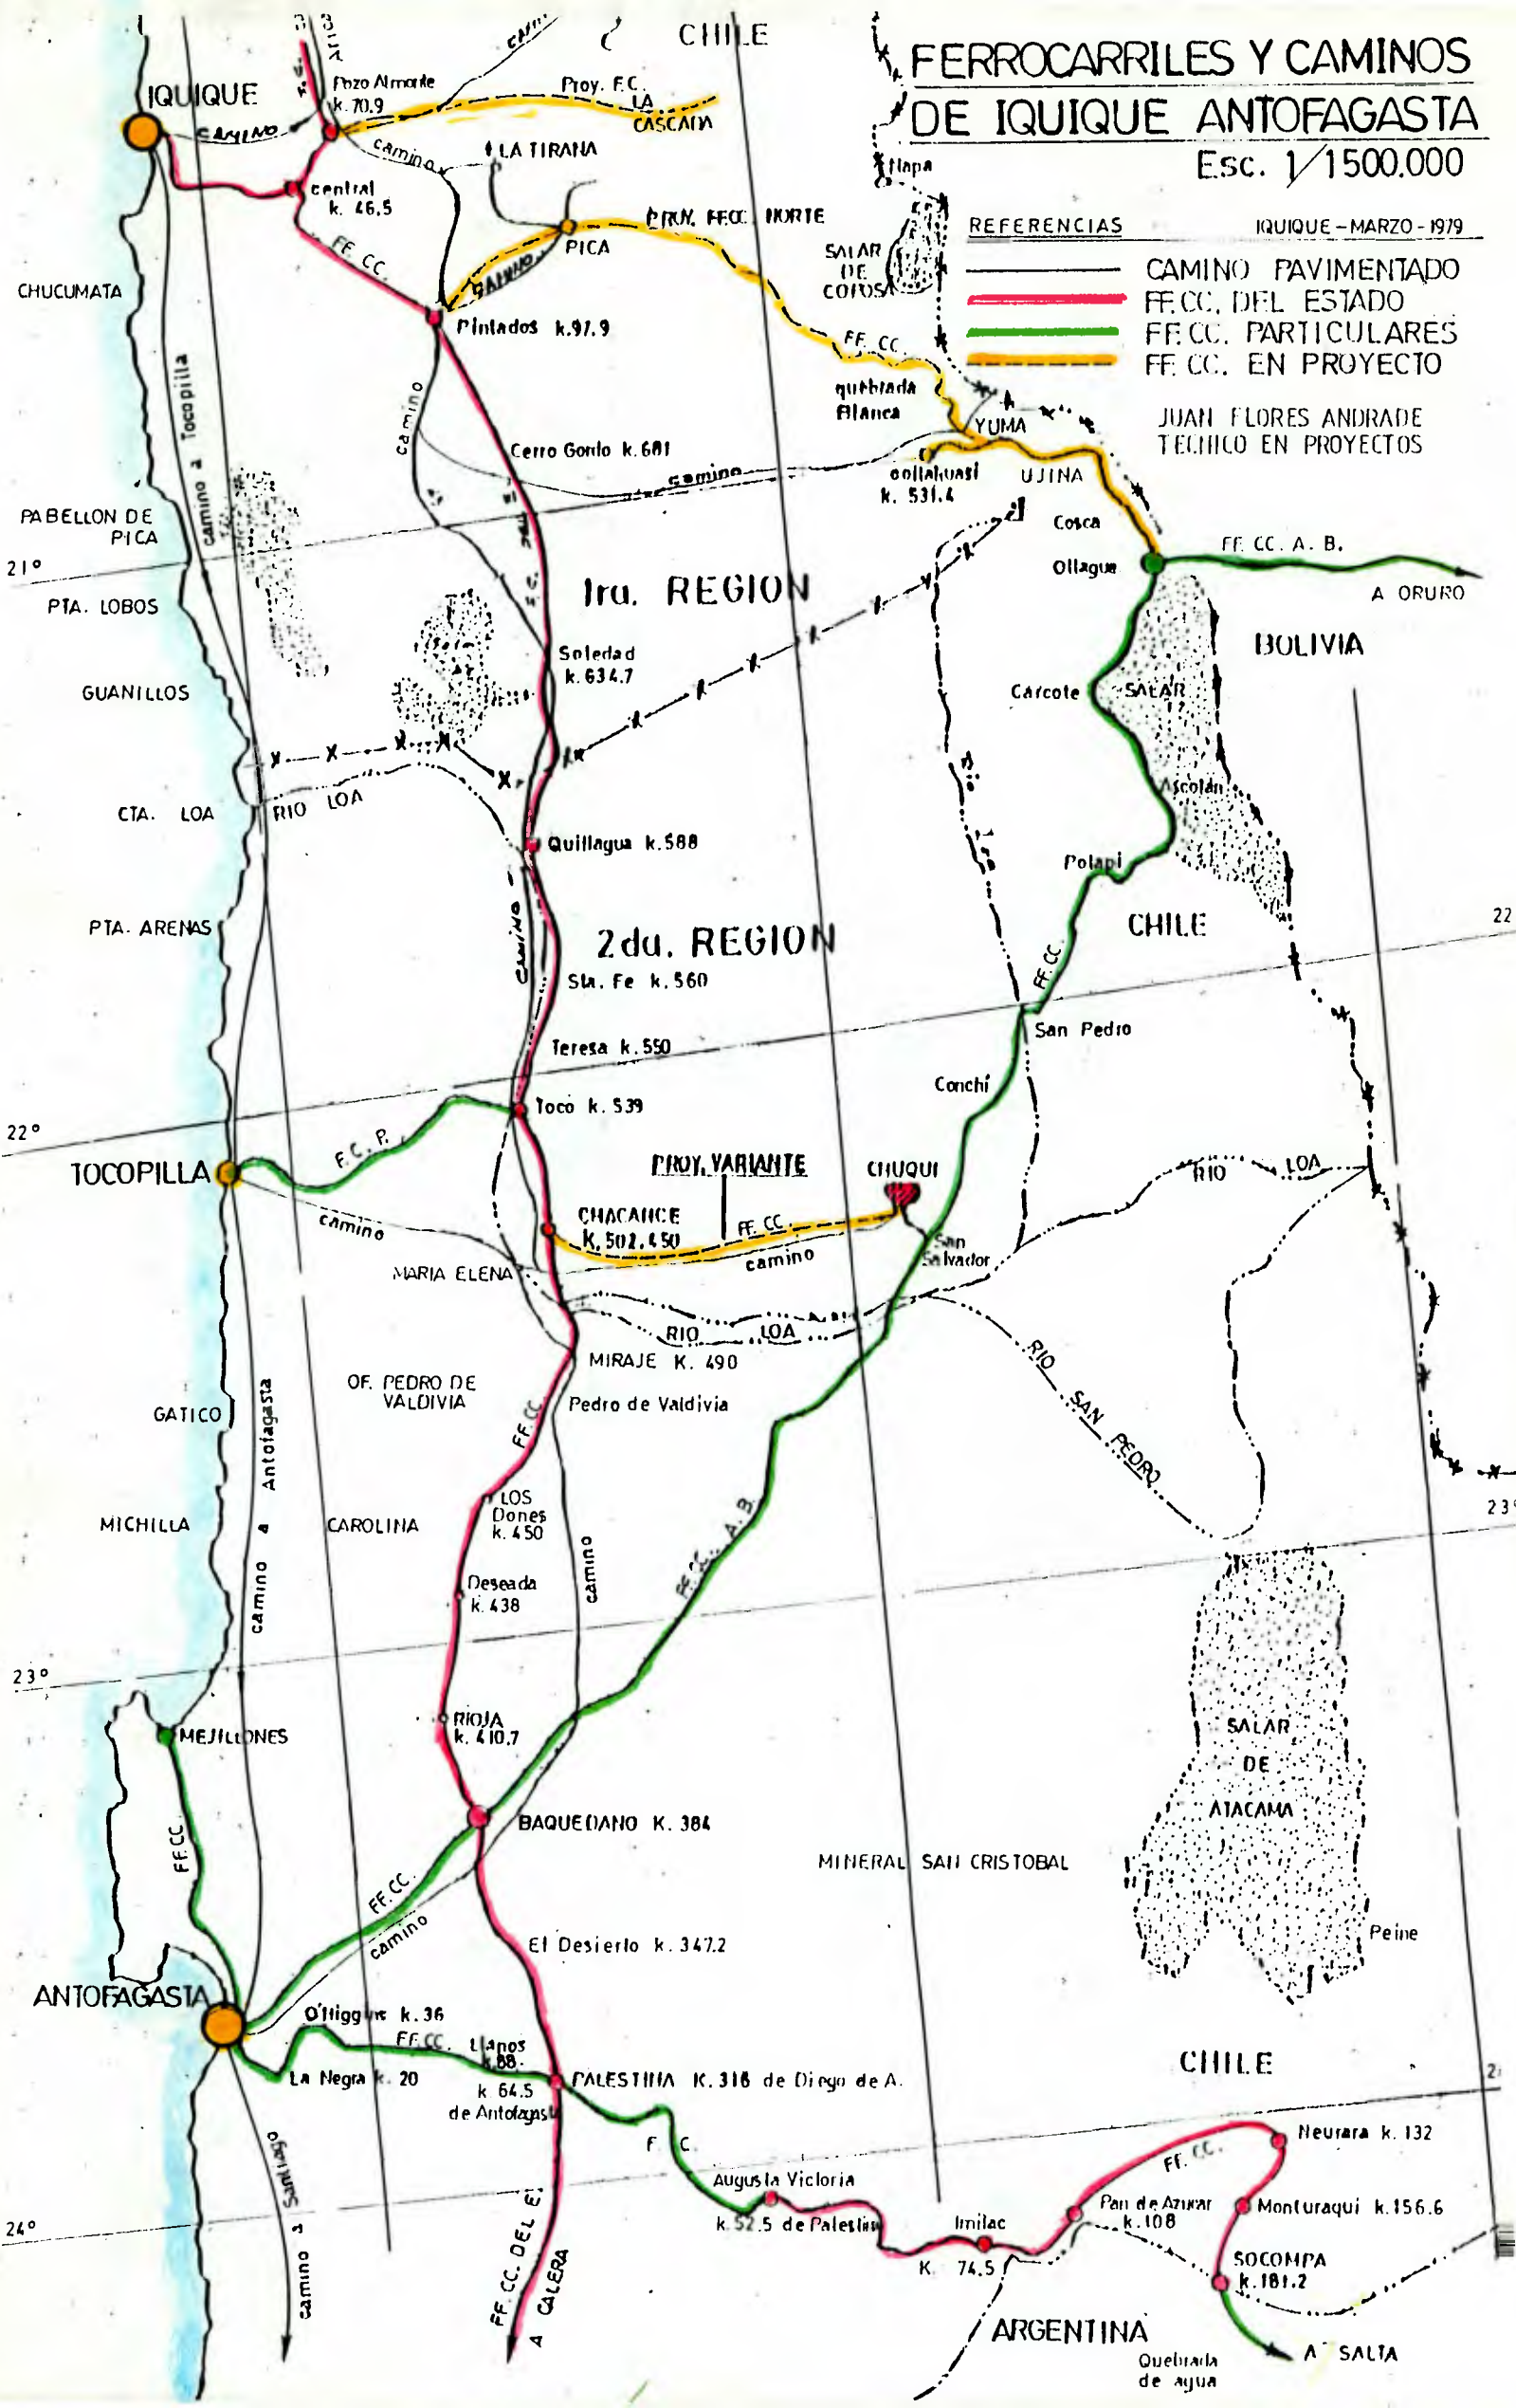 CHILE
FERROCARRILES Y CAMINOS
DE IQUIQUE ANTOFAGASTA
Esc. 1/1500.000
REFERENCIAS
IQUIQUE - MARZO - 1979
CAMINO PAVIMENTADO
FF.CC. DEL ESTADO
FF.CC. PARTICULARES
FF.CC. EN PROYECTO
JUAN FLORES ANDRADE
TECNICO EN PROYECTOS
IQUIQUE
CAMINO
Pozo Almonte
k. 70.9
Proy. F.C.
LA
CASCADA
camino
LA TIRANA
central
k. 46.5
FF. CC.
PICA
PROY. FF.CC. NORTE
CAMINO
SALAR
DE
COPOSA
CHUCUMATA
Pintados k.97.9
FF. CC.
quebrada
Blanca
YUMA
camino a Tocopilla
camino
Cerro Gordo k.681
camino
collahuasi
k. 531.4
UJINA
Cosca
PABELLON DE
PICA
21°
Ollague
FF. CC. A. B.
A ORURO
PTA. LOBOS
1ra. REGION
BOLIVIA
Soledad
k.634.7
GUANILLOS
Carcote
SALAR
Ascotán
CTA. LOA
RIO LOA
Quillagua k.588
Polapi
PTA. ARENAS
CAMINO
2da. REGION
CHILE
22
Sta. Fe k.560
FF.CC.
San Pedro
Teresa k.550
Conchi
Toco k. 539
22°
TOCOPILLA
F.C.P.
PROY. VARIANTE
CHUQUI
RIO LOA
camino
CHACANCE
K. 502.450
FF. CC.
camino
San
Salvador
MARIA ELENA
RIO LOA
MIRAJE K. 490
RIO SAN PEDRO
OF. PEDRO DE
VALDIVIA
Pedro de Valdivia
GATICO
FF.CC.
camino a Antofagasta
LOS
Dones
k. 450
MICHILLA
CAROLINA
FF.CC. A. B.
23°
camino
Deseada
k. 438
23°
RIOJA
k. 410.7
MEJILLONES
SALAR
DE
ATACAMA
FF.CC.
BAQUEDANO K. 384
MINERAL SAN CRISTOBAL
FF.CC.
camino
El Desierto k. 347.2
Peine
ANTOFAGASTA
O'Higgins k. 36
FF.CC.
Llanos
k.88.
La Negra k. 20
k. 64.5
de Antofagasta
PALESTINA K. 316 de Diego de A.
CHILE
F. C.
Neurara k. 132
FF. CC.
camino a Santiago
Augusta Victoria
k. 52.5 de Palestina
Pan de Azucar
k. 108
Monturaqui k.156.6
24°
Imilac
K. 74.5
FF. CC. DEL E.
A CALERA
SOCOMPA
k.181.2
ARGENTINA
Quebrada
de agua
A SALTA